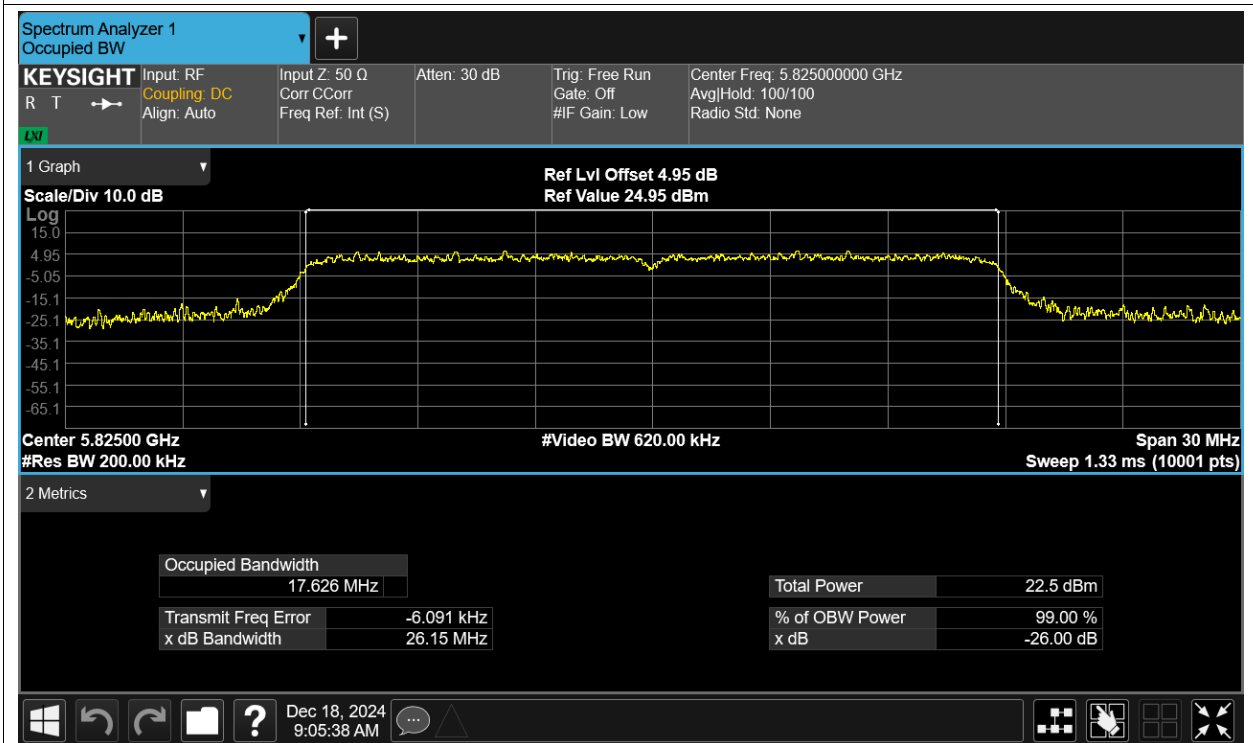 Spectrum Analyzer 1
Occupied BW
KEYSIGHT
R T
LXI
Input: RF
Coupling: DC
Align: Auto
Input Z: 50 Ω
Corr CCorr
Freq Ref: Int (S)
Atten: 30 dB
Trig: Free Run
Gate: Off
#IF Gain: Low
Center Freq: 5.825000000 GHz
Avg|Hold: 100/100
Radio Std: None
1 Graph
Scale/Div 10.0 dB
Ref Lvl Offset 4.95 dB
Ref Value 24.95 dBm
Log
15.0
4.95
-5.05
-15.1
-25.1
-35.1
-45.1
-55.1
-65.1
Center 5.82500 GHz
#Res BW 200.00 kHz
#Video BW 620.00 kHz
Span 30 MHz
Sweep 1.33 ms (10001 pts)
2 Metrics
Occupied Bandwidth
17.626 MHz
Transmit Freq Error -6.091 kHz
x dB Bandwidth 26.15 MHz
Total Power 22.5 dBm
% of OBW Power 99.00 %
x dB -26.00 dB
Dec 18, 2024
9:05:38 AM